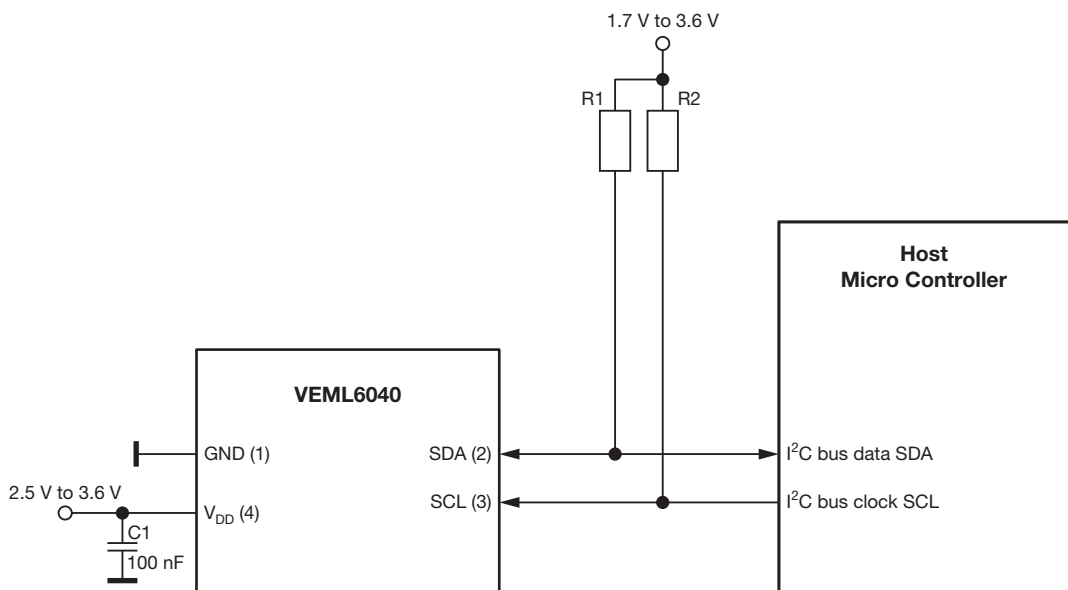 1.7 V to 3.6 V
R1
R2
Host
Micro Controller
VEML6040
GND (1)
SDA (2)
I²C bus data SDA
2.5 V to 3.6 V
V_DD (4)
SCL (3)
I²C bus clock SCL
C1
100 nF